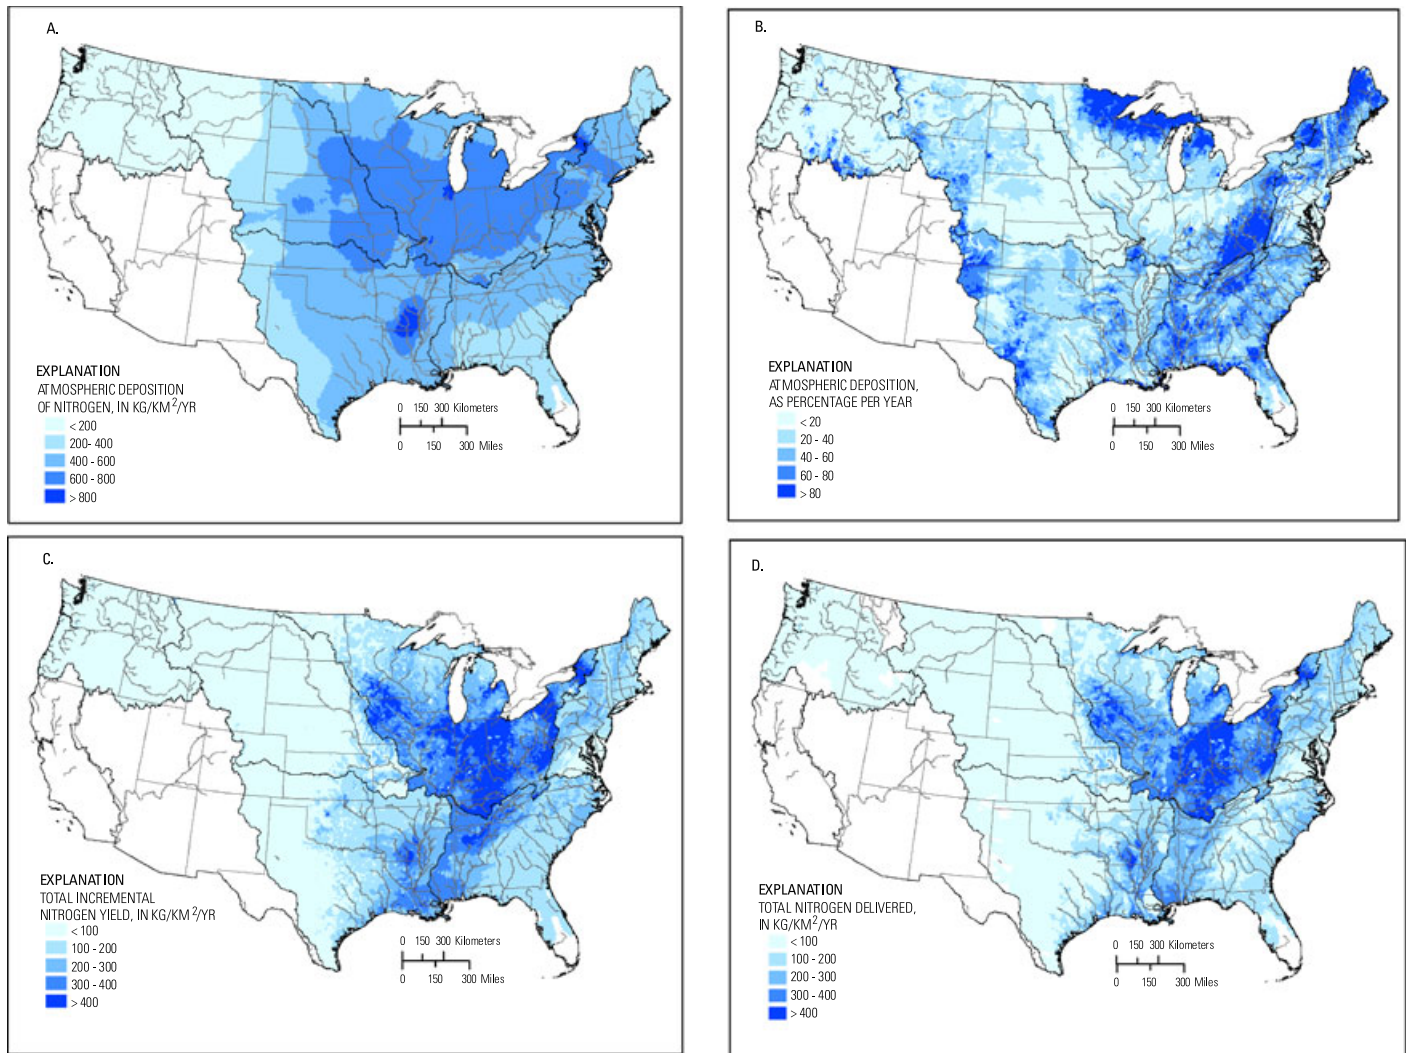 A.
EXPLANATION
ATMOSPHERIC DEPOSITION
OF NITROGEN, IN KG/KM²/YR
< 200
200- 400
400 - 600
600 - 800
> 800
0 150 300 Kilometers
0 150 300 Miles
B.
EXPLANATION
ATMOSPHERIC DEPOSITION,
AS PERCENTAGE PER YEAR
< 20
20 - 40
40 - 60
60 - 80
> 80
0 150 300 Kilometers
0 150 300 Miles
C.
EXPLANATION
TOTAL INCREMENTAL
NITROGEN YIELD, IN KG/KM²/YR
< 100
100 - 200
200 - 300
300 - 400
> 400
0 150 300 Kilometers
0 150 300 Miles
D.
EXPLANATION
TOTAL NITROGEN DELIVERED,
IN KG/KM²/YR
< 100
100 - 200
200 - 300
300 - 400
> 400
0 150 300 Kilometers
0 150 300 Miles